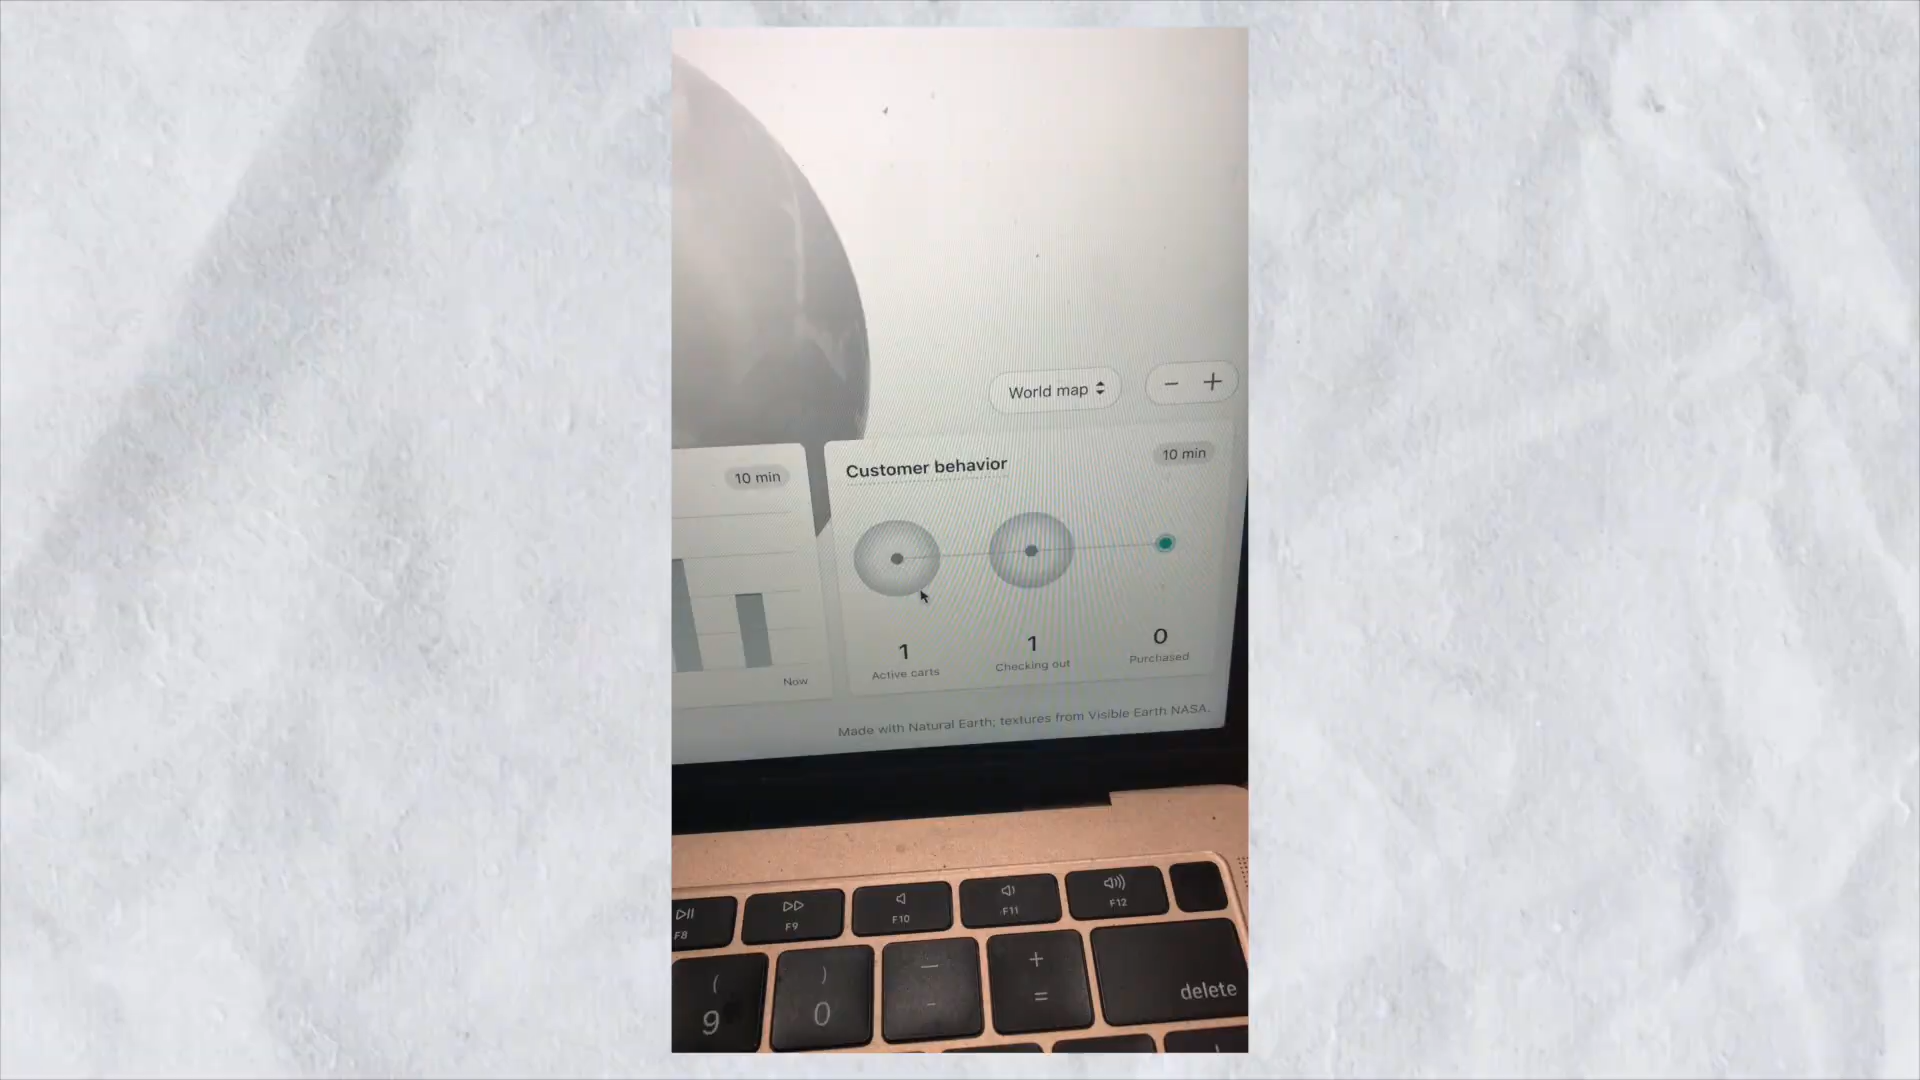 World map
− +
10 min
Customer behavior
10 min
1
1
0
Active carts
Checking out
Purchased
Now
Made with Natural Earth; textures from Visible Earth NASA.
F8
F9
F10
F11
F12
(
9
)
0
—
-
+
=
delete